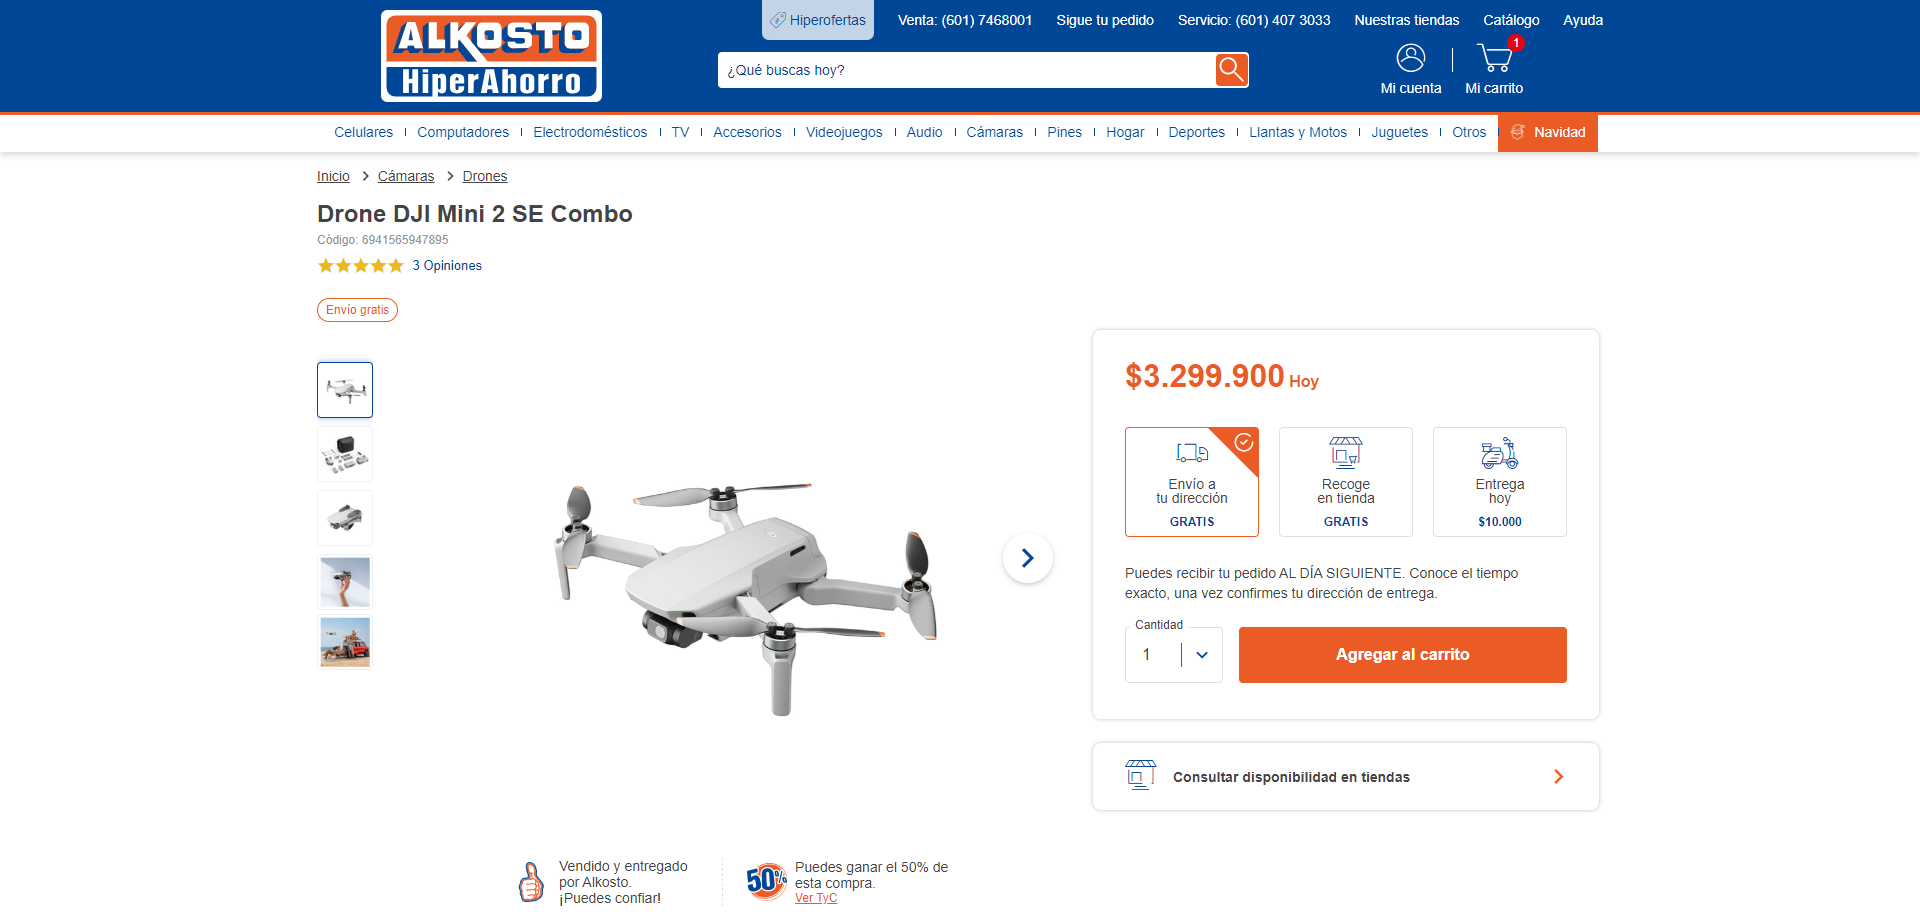 Hiperofertas
Venta: (601) 7468001
Sigue tu pedido
Servicio: (601) 407 3033
Nuestras tiendas
Catálogo
Ayuda
ALKOSTO
HiperAhorro
¿Qué buscas hoy?
1
Mi cuenta
Mi carrito
Celulares
Computadores
Electrodomésticos
TV
Accesorios
Videojuegos
Audio
Cámaras
Pines
Hogar
Deportes
Llantas y Motos
Juguetes
Otros
Navidad
Inicio
Cámaras
Drones
Drone DJI Mini 2 SE Combo
Código: 6941565947895
3 Opiniones
Envío gratis
$3.299.900 Hoy
Envío a
tu dirección
GRATIS
Recoge
en tienda
GRATIS
Entrega
hoy
$10.000
Puedes recibir tu pedido AL DÍA SIGUIENTE. Conoce el tiempo
exacto, una vez confirmes tu dirección de entrega.
Cantidad
1
Agregar al carrito
Consultar disponibilidad en tiendas
Vendido y entregado
por Alkosto.
¡Puedes confiar!
50%
Puedes ganar el 50% de
esta compra.
Ver TyC